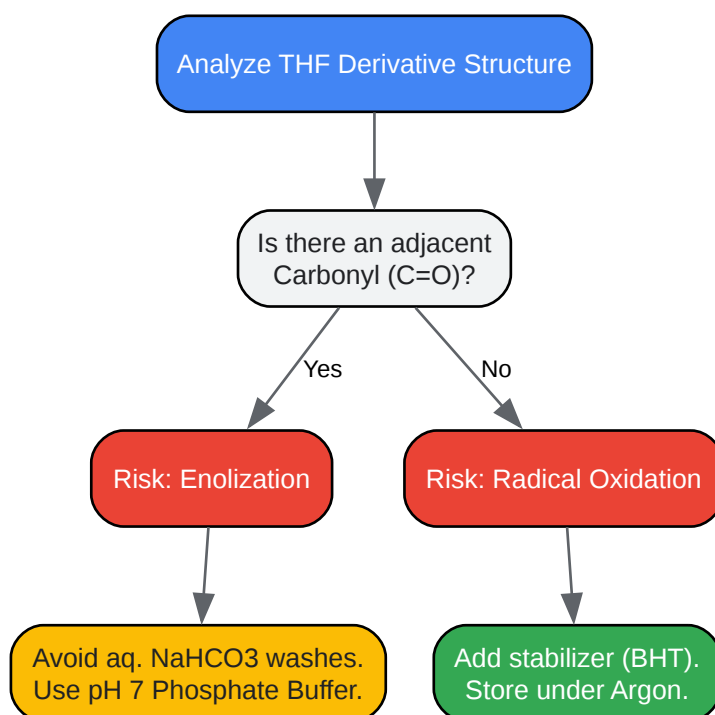 Analyze THF Derivative Structure
Is there an adjacent
Carbonyl (C=O)?
Yes
No
Risk: Enolization
Risk: Radical Oxidation
Avoid aq. NaHCO3 washes.
Use pH 7 Phosphate Buffer.
Add stabilizer (BHT).
Store under Argon.